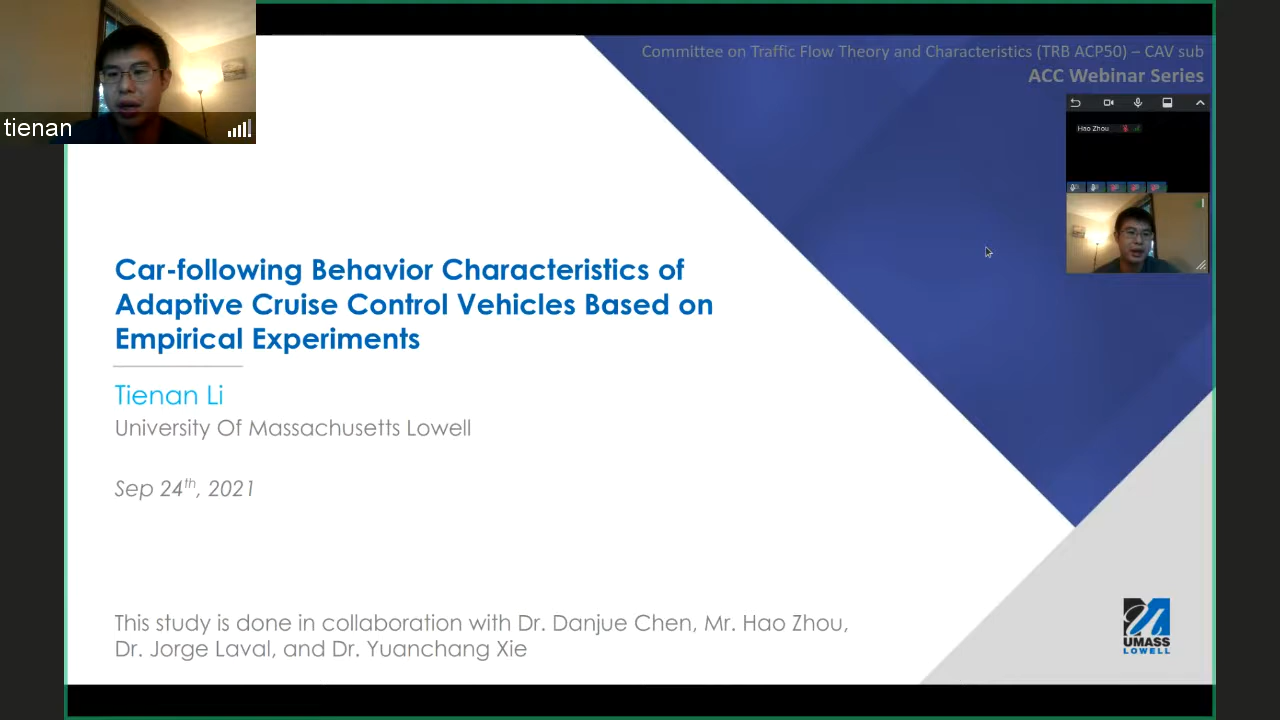 tienan
Committee on Traffic Flow Theory and Characteristics (TRB ACP50) – CAV sub
ACC Webinar Series
Hao Zhou
Car-following Behavior Characteristics of
Adaptive Cruise Control Vehicles Based on
Empirical Experiments
Tienan Li
University Of Massachusetts Lowell
Sep 24th, 2021
This study is done in collaboration with Dr. Danjue Chen, Mr. Hao Zhou,
Dr. Jorge Laval, and Dr. Yuanchang Xie
UMASS
LOWELL